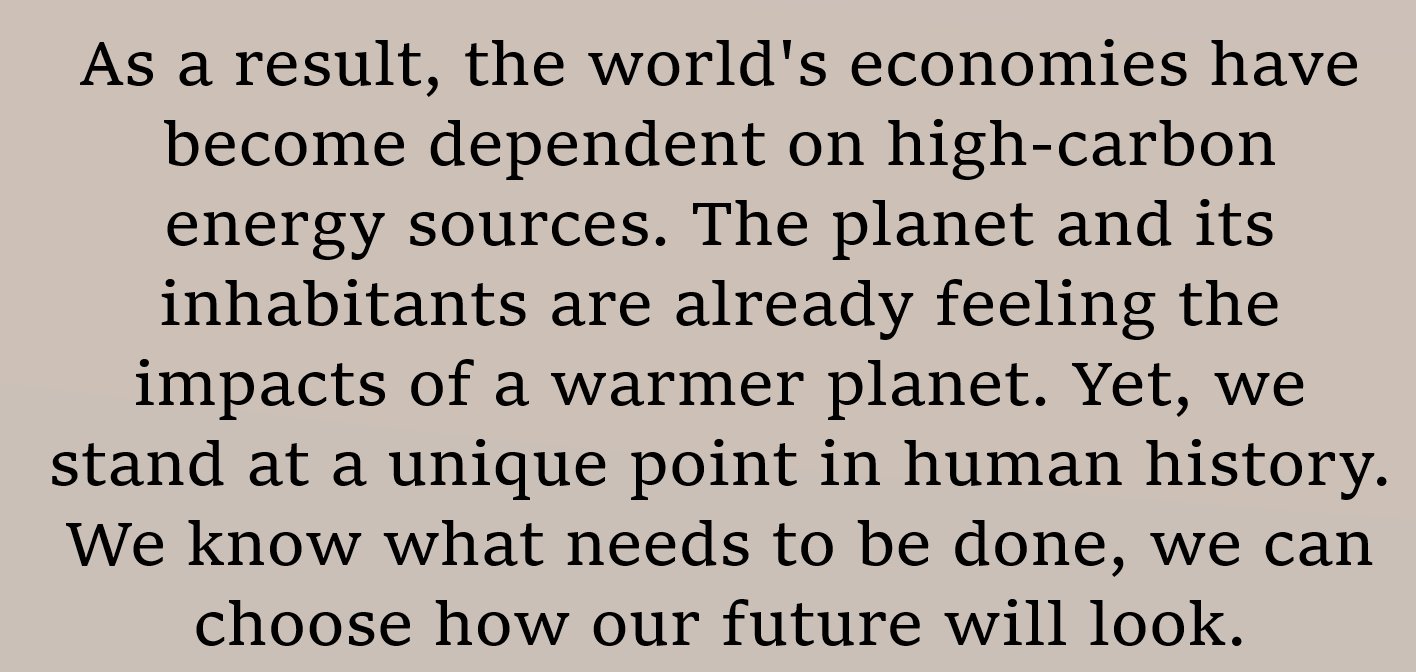 As a result, the world's economies have
become dependent on high-carbon
energy sources. The planet and its
inhabitants are already feeling the
impacts of a warmer planet. Yet, we
stand at a unique point in human history.
We know what needs to be done, we can
choose how our future will look.